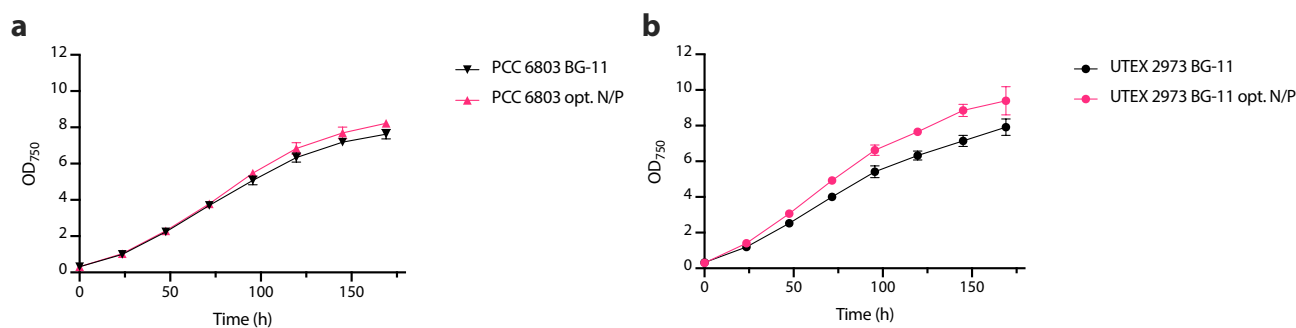 a
12
10
8
6
4
2
0
OD750
0
50
100
150
Time (h)
PCC 6803 BG-11
PCC 6803 opt. N/P
b
12
10
8
6
4
2
0
OD750
0
50
100
150
Time (h)
UTEX 2973 BG-11
UTEX 2973 BG-11 opt. N/P